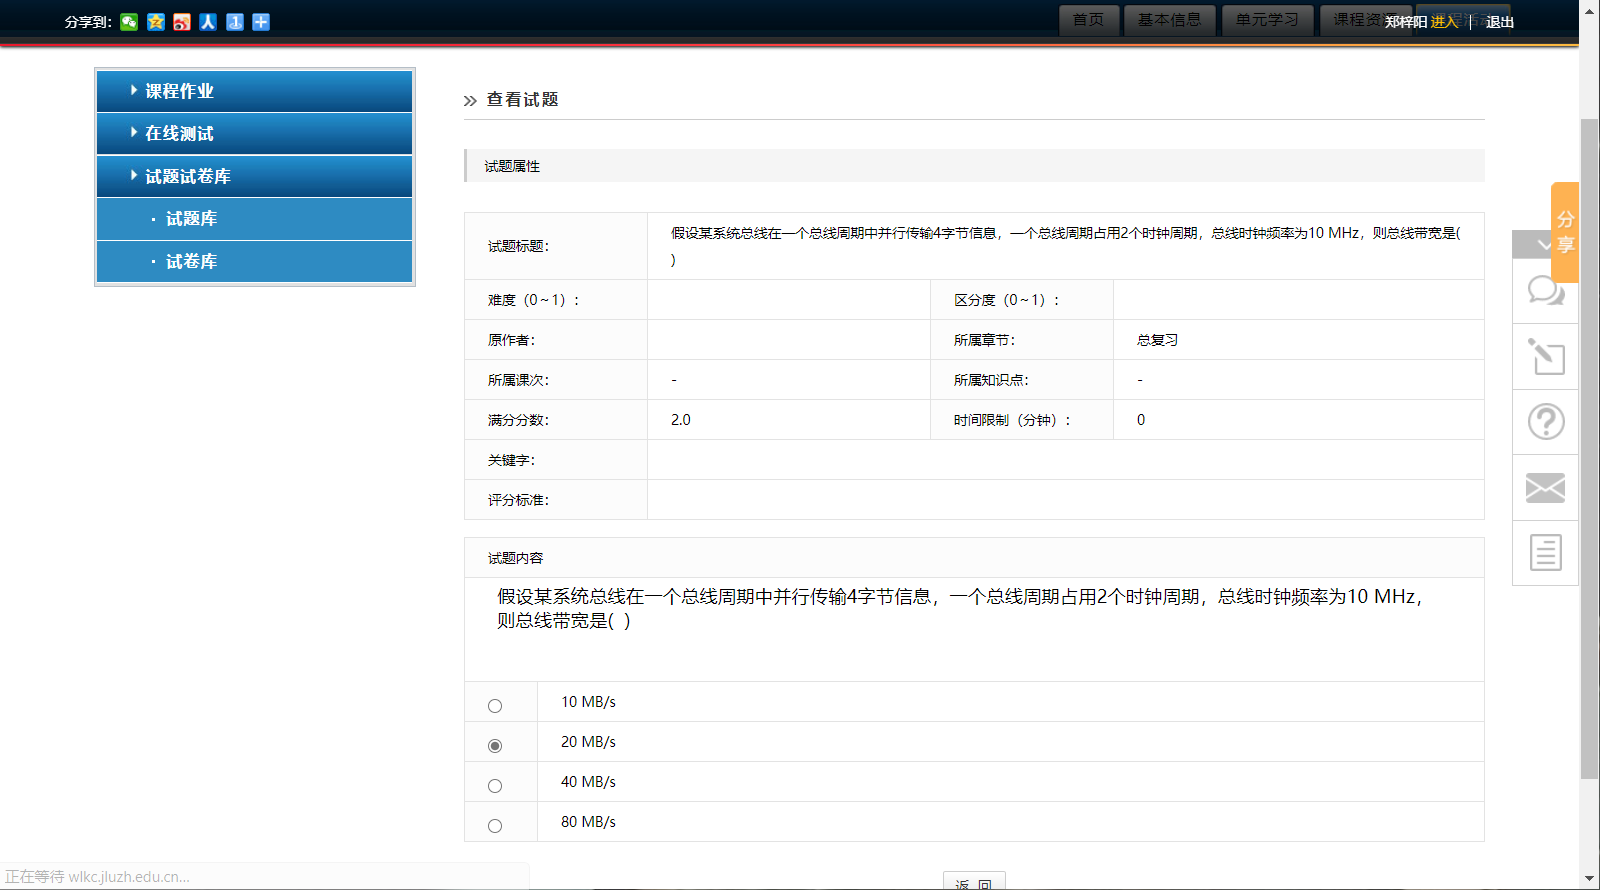 分享到：
首页
基本信息
单元学习
课程资源
郑梓阳 进入 | 退出
课程作业
在线测试
试题试卷库
· 试题库
· 试卷库
查看试题
试题属性
试题标题：
假设某系统总线在一个总线周期中并行传输4字节信息，一个总线周期占用2个时钟周期，总线时钟频率为10 MHz，则总线带宽是(
)
难度（0～1）：
区分度（0～1）：
原作者：
所属章节：
总复习
所属课次：
-
所属知识点：
-
满分分数：
2.0
时间限制（分钟）：
0
关键字：
评分标准：
试题内容
假设某系统总线在一个总线周期中并行传输4字节信息，一个总线周期占用2个时钟周期，总线时钟频率为10 MHz，
则总线带宽是( )
10 MB/s
20 MB/s
40 MB/s
80 MB/s
返 回
分
享
正在等待 wlkc.jluzh.edu.cn...